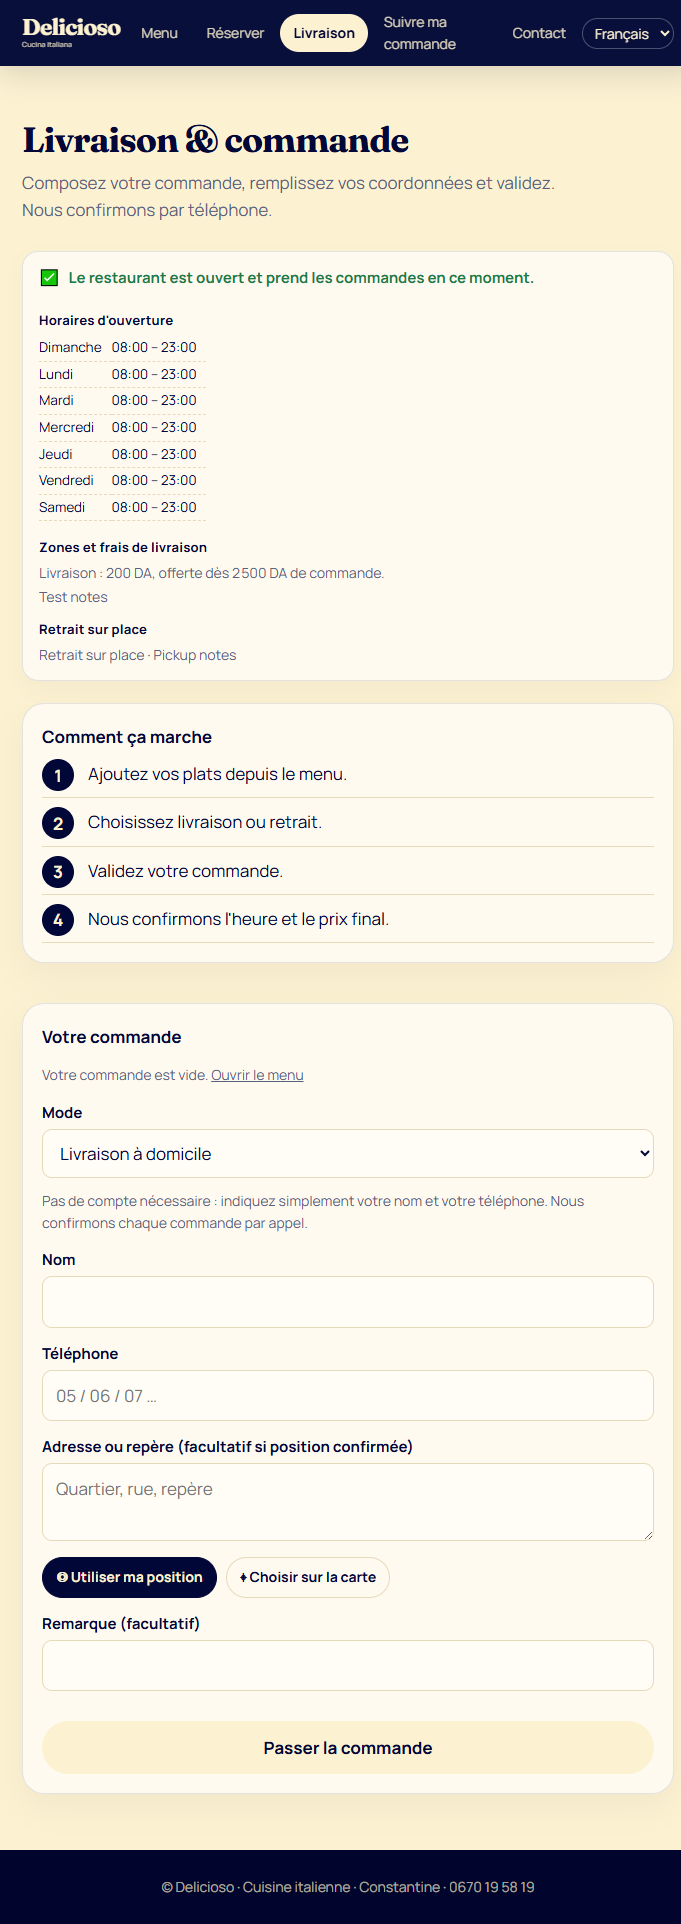 Delicioso
Cucina Italiana
Menu
Réserver
Livraison
Suivre ma
commande
Contact
Français
Livraison & commande
Composez votre commande, remplissez vos coordonnées et validez.
Nous confirmons par téléphone.
✅ Le restaurant est ouvert et prend les commandes en ce moment.
Horaires d'ouverture
Dimanche 08:00 – 23:00
Lundi 08:00 – 23:00
Mardi 08:00 – 23:00
Mercredi 08:00 – 23:00
Jeudi 08:00 – 23:00
Vendredi 08:00 – 23:00
Samedi 08:00 – 23:00
Zones et frais de livraison
Livraison : 200 DA, offerte dès 2 500 DA de commande.
Test notes
Retrait sur place
Retrait sur place · Pickup notes
Comment ça marche
1 Ajoutez vos plats depuis le menu.
2 Choisissez livraison ou retrait.
3 Validez votre commande.
4 Nous confirmons l'heure et le prix final.
Votre commande
Votre commande est vide. Ouvrir le menu
Mode
Livraison à domicile
Pas de compte nécessaire : indiquez simplement votre nom et votre téléphone. Nous
confirmons chaque commande par appel.
Nom
Téléphone
05 / 06 / 07 ...
Adresse ou repère (facultatif si position confirmée)
Quartier, rue, repère
Utiliser ma position
Choisir sur la carte
Remarque (facultatif)
Passer la commande
© Delicioso · Cuisine italienne · Constantine · 0670 19 58 19